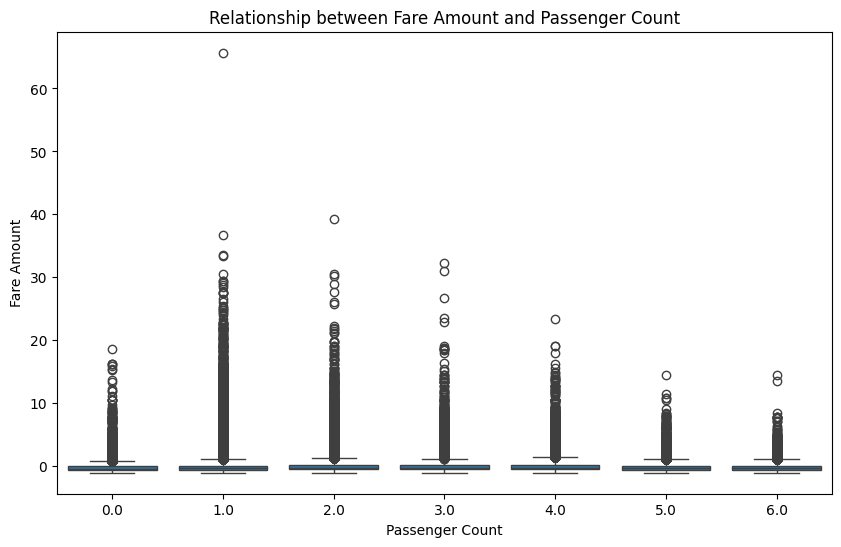 Relationship between Fare Amount and Passenger Count
60
50
40
30
20
10
0
Fare Amount
0.0 1.0 2.0 3.0 4.0 5.0 6.0
Passenger Count